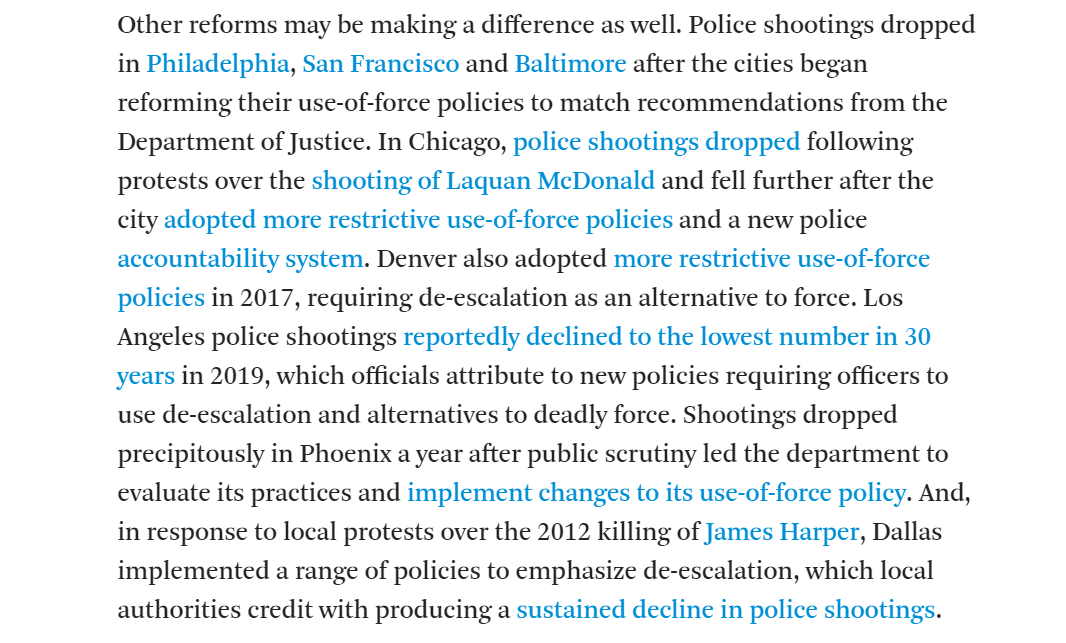 Other reforms may be making a difference as well. Police shootings dropped
in Philadelphia, San Francisco and Baltimore after the cities began
reforming their use-of-force policies to match recommendations from the
Department of Justice. In Chicago, police shootings dropped following
protests over the shooting of Laquan McDonald and fell further after the
city adopted more restrictive use-of-force policies and a new police
accountability system. Denver also adopted more restrictive use-of-force
policies in 2017, requiring de-escalation as an alternative to force. Los
Angeles police shootings reportedly declined to the lowest number in 30
years in 2019, which officials attribute to new policies requiring officers to
use de-escalation and alternatives to deadly force. Shootings dropped
precipitously in Phoenix a year after public scrutiny led the department to
evaluate its practices and implement changes to its use-of-force policy. And,
in response to local protests over the 2012 killing of James Harper, Dallas
implemented a range of policies to emphasize de-escalation, which local
authorities credit with producing a sustained decline in police shootings.